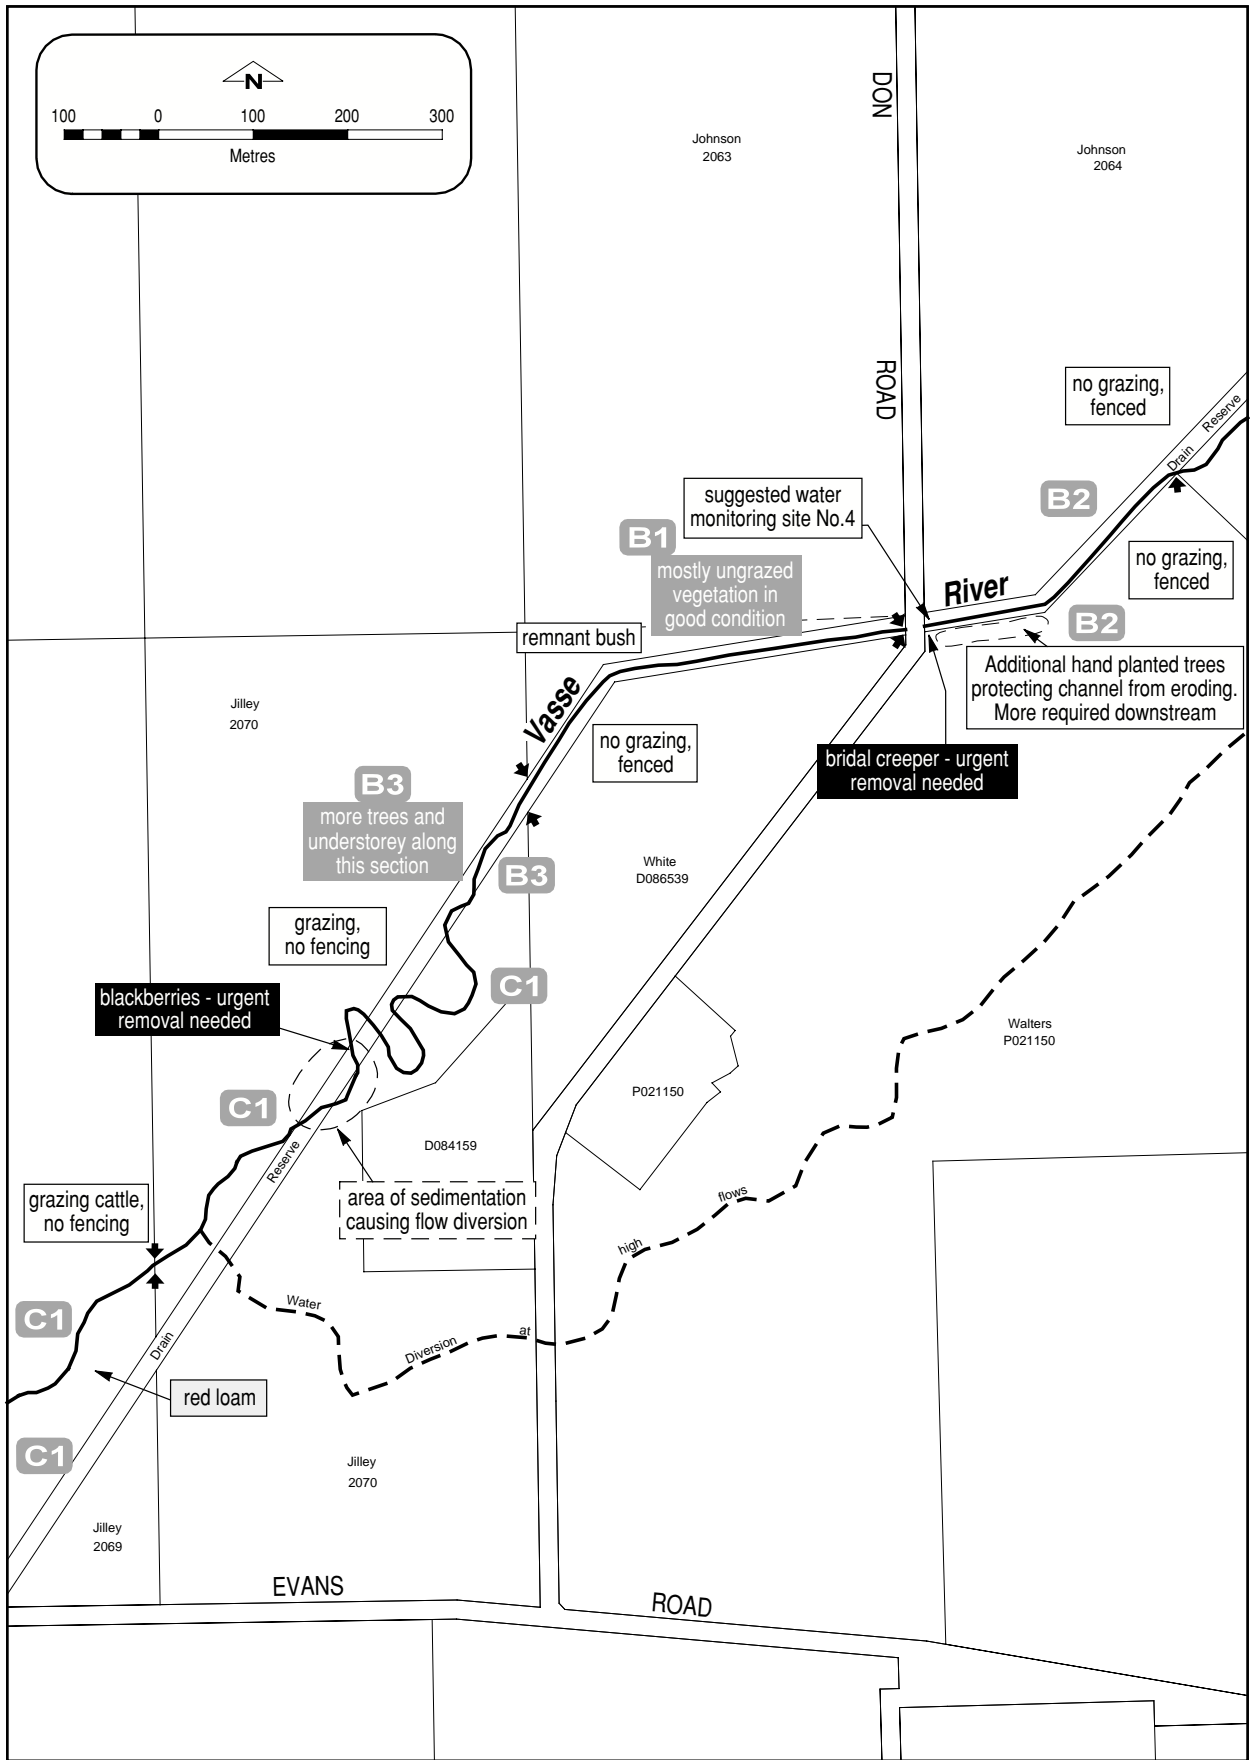 N
100 0 100 200 300
Metres
DON
ROAD
Johnson
2063
Johnson
2064
no grazing,
fenced
Drain Reserve
B2
suggested water
monitoring site No.4
B1
mostly ungrazed
vegetation in
good condition
no grazing,
fenced
River
B2
remnant bush
Additional hand planted trees
protecting channel from eroding.
More required downstream
Vasse
Jilley
2070
no grazing,
fenced
bridal creeper - urgent
removal needed
B3
more trees and
understorey along
this section
B3
White
D086539
grazing,
no fencing
C1
blackberries - urgent
removal needed
Walters
P021150
P021150
C1
D084159
Reserve
Drain
grazing cattle,
no fencing
area of sedimentation
causing flow diversion
Water Diversion at high flows
C1
red loam
C1
Jilley
2070
Jilley
2069
EVANS
ROAD